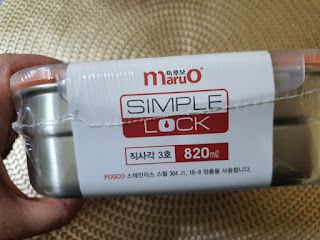 마루오
maruO
SIMPLE
LOCK
직사각 3호 820㎖
POSCO 스테인리스 스틸 304 J1, 18-8 정품을 사용합니다.